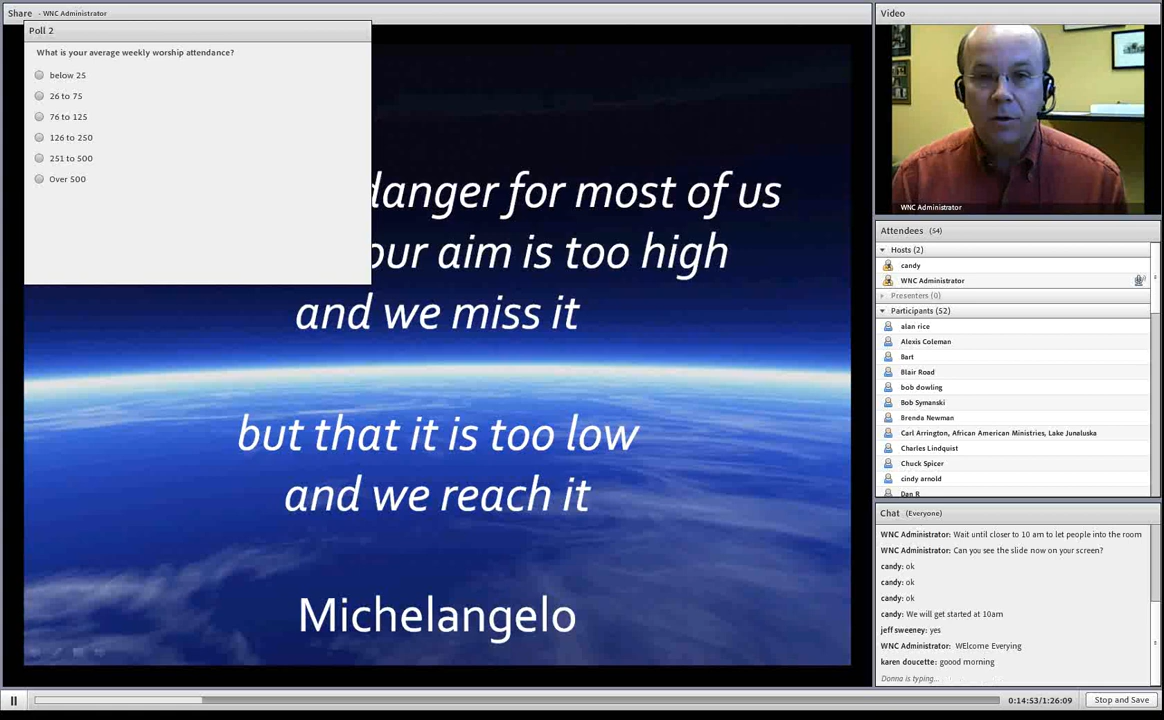 Share - WNC Administrator
Poll 2
What is your average weekly worship attendance?
below 25
26 to 75
76 to 125
126 to 250
251 to 500
Over 500
danger for most of us
our aim is too high
and we miss it
but that it is too low
and we reach it
Michelangelo
Video
WNC Administrator
Attendees (54)
Hosts (2)
candy
WNC Administrator
Presenters (0)
Participants (52)
alan rice
Alexis Coleman
Bart
Blair Road
bob dowling
Bob Symanski
Brenda Newman
Carl Arrington, African American Ministries, Lake Junaluska
Charles Lindquist
Chuck Spicer
cindy arnold
Dan R
Chat (Everyone)
WNC Administrator: Wait until closer to 10 am to let people into the room
WNC Administrator: Can you see the slide now on your screen?
candy: ok
candy: ok
candy: ok
candy: We will get started at 10am
jeff sweeney: yes
WNC Administrator: WElcome Everying
karen doucette: goood morning
Donna is typing...
0:14:53/1:26:09
Stop and Save